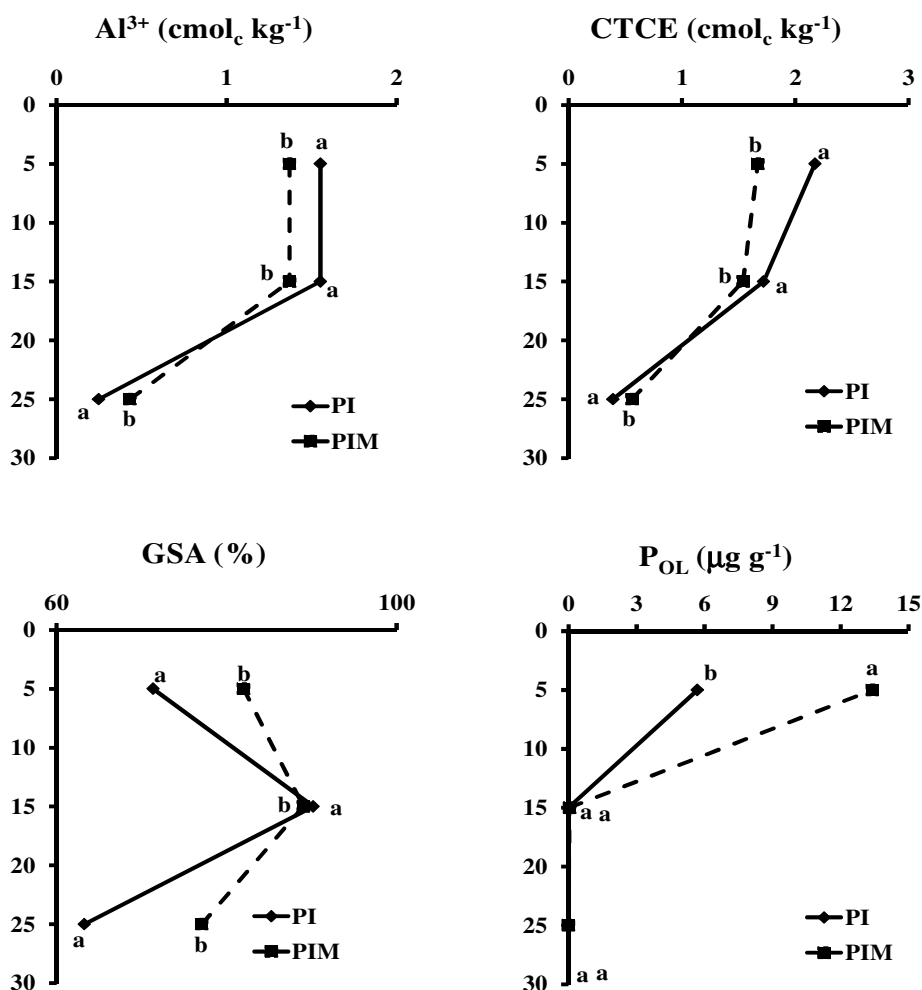 Al³⁺ (cmol_c kg⁻¹)
0 1 2
0
5
10
15
20
25
30
b a
b a
a b
PI
PIM
CTCE (cmol_c kg⁻¹)
0 1 2 3
0
5
10
15
20
25
30
b a
b a
a b
PI
PIM
GSA (%)
60 100
0
5
10
15
20
25
30
a b
b a
a b
PI
PIM
P_OL (µg g⁻¹)
0 3 6 9 12 15
0
5
10
15
20
25
30
b a
a a
a a
PI
PIM